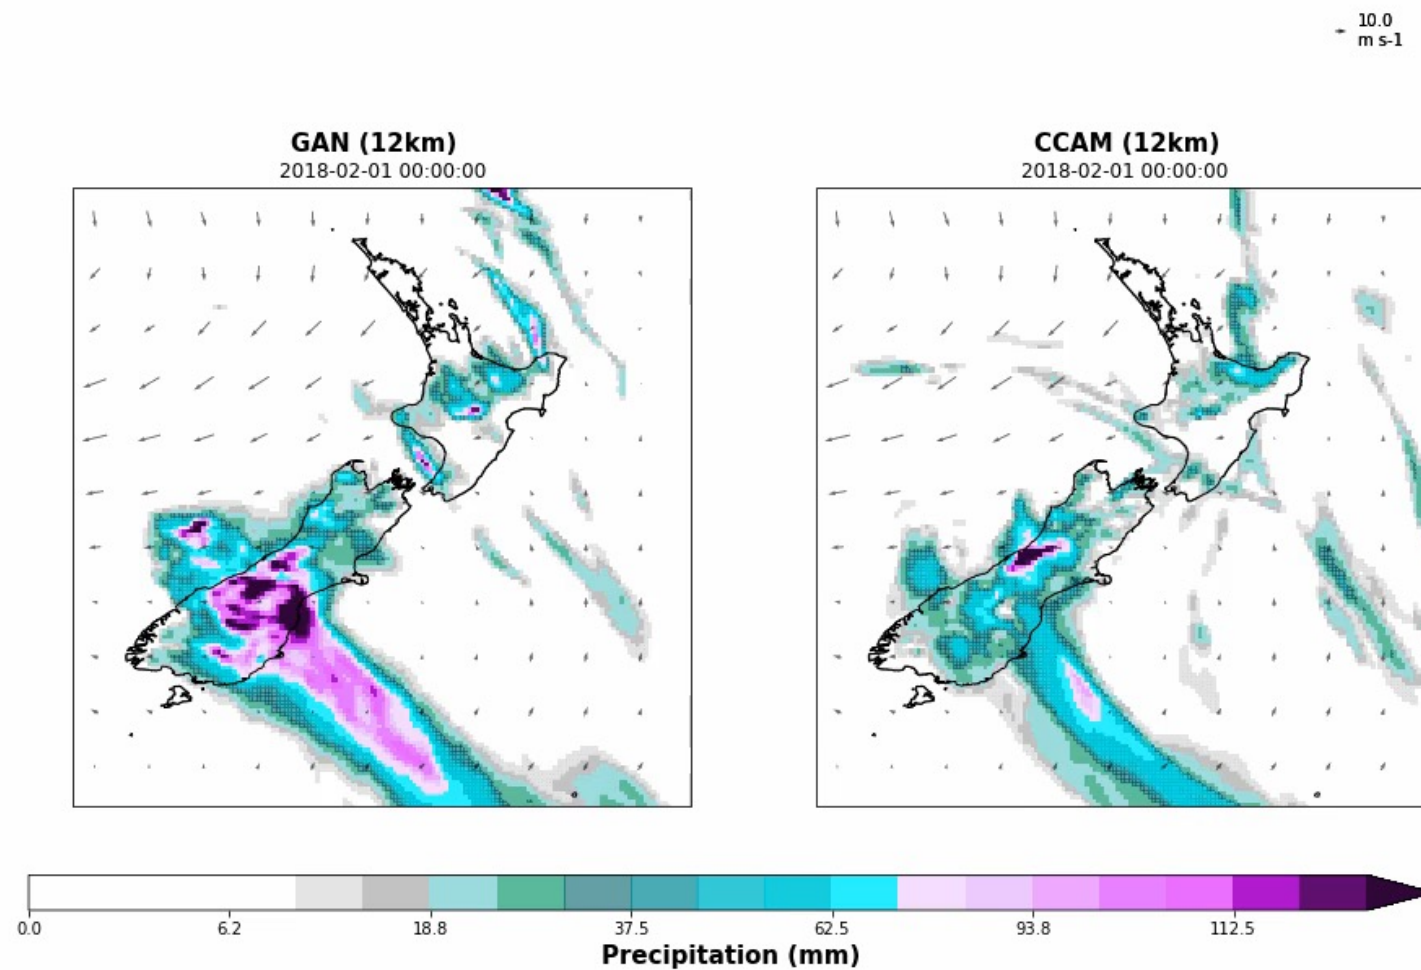 10.0
m s-1
GAN (12km)
2018-02-01 00:00:00
CCAM (12km)
2018-02-01 00:00:00
0.0 6.2 18.8 37.5 62.5 93.8 112.5
Precipitation (mm)